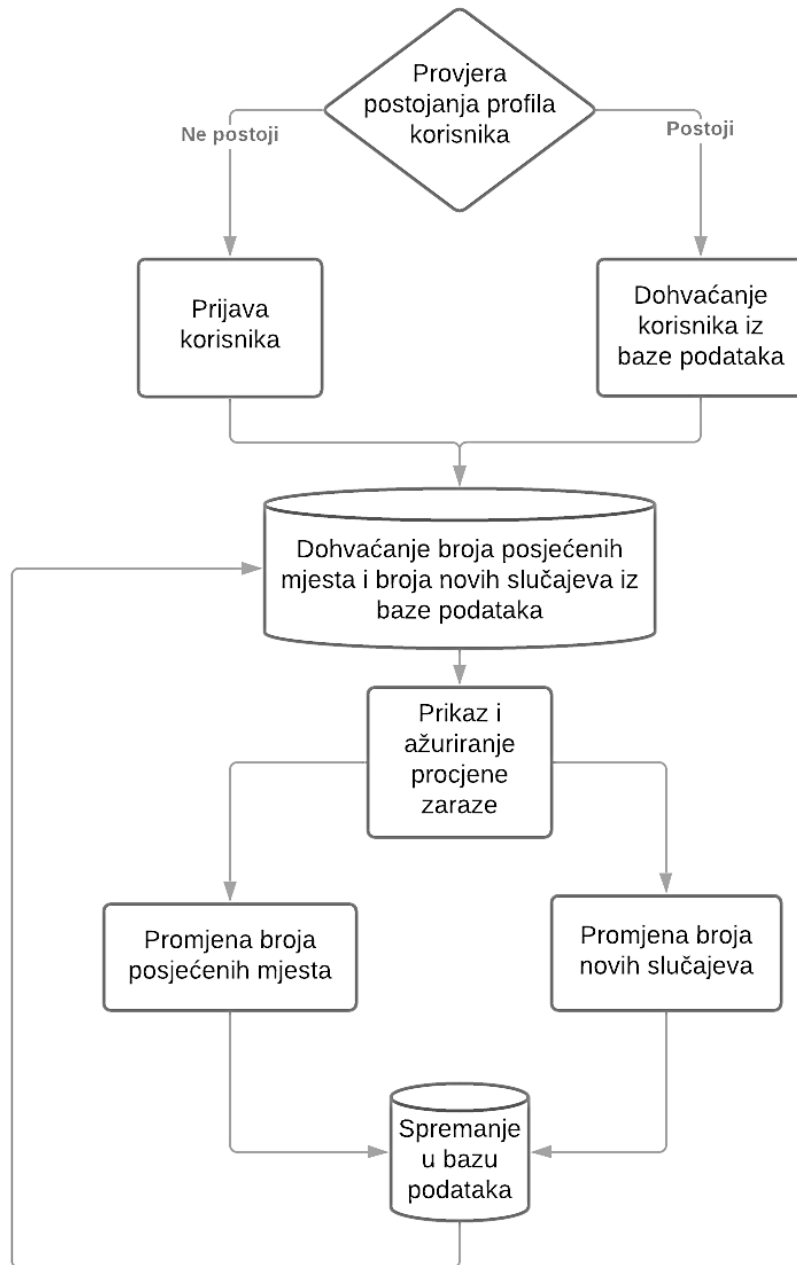 Provjera
postojanja profila
korisnika
Ne postoji
Postoji
Prijava
korisnika
Dohvaćanje
korisnika iz
baze podataka
Dohvaćanje broja posjećenih
mjesta i broja novih slučajeva iz
baze podataka
Prikaz i
ažuriranje
procjene
zaraze
Promjena broja
posjećenih mjesta
Promjena broja
novih slučajeva
Spremanje
u bazu
podataka